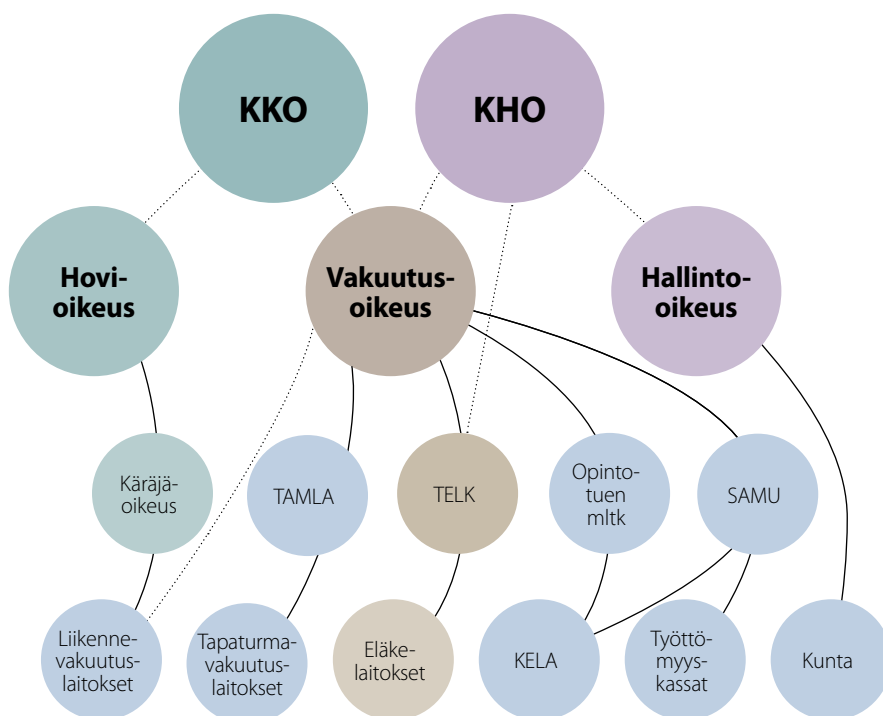 KKO
KHO
Hovi-
oikeus
Vakuutus-
oikeus
Hallinto-
oikeus
Käräjä-
oikeus
TAMLA
TELK
Opinto-
tuen
mltk
SAMU
Liikenne-
vakuutus-
laitokset
Tapaturma-
vakuutus-
laitokset
Eläke-
laitokset
KELA
Työttö-
myys-
kassat
Kunta